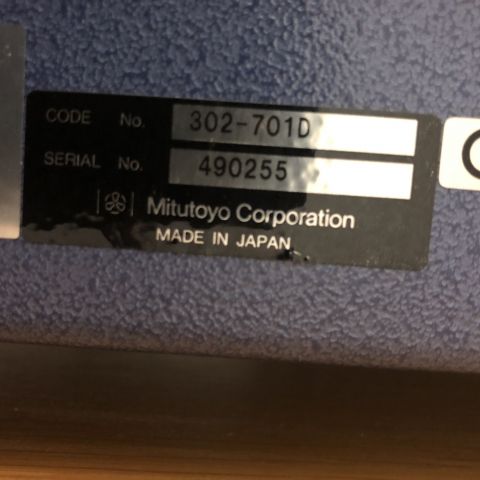 CODE No. 302-701D
SERIAL No. 490255
Mitutoyo Corporation
MADE IN JAPAN